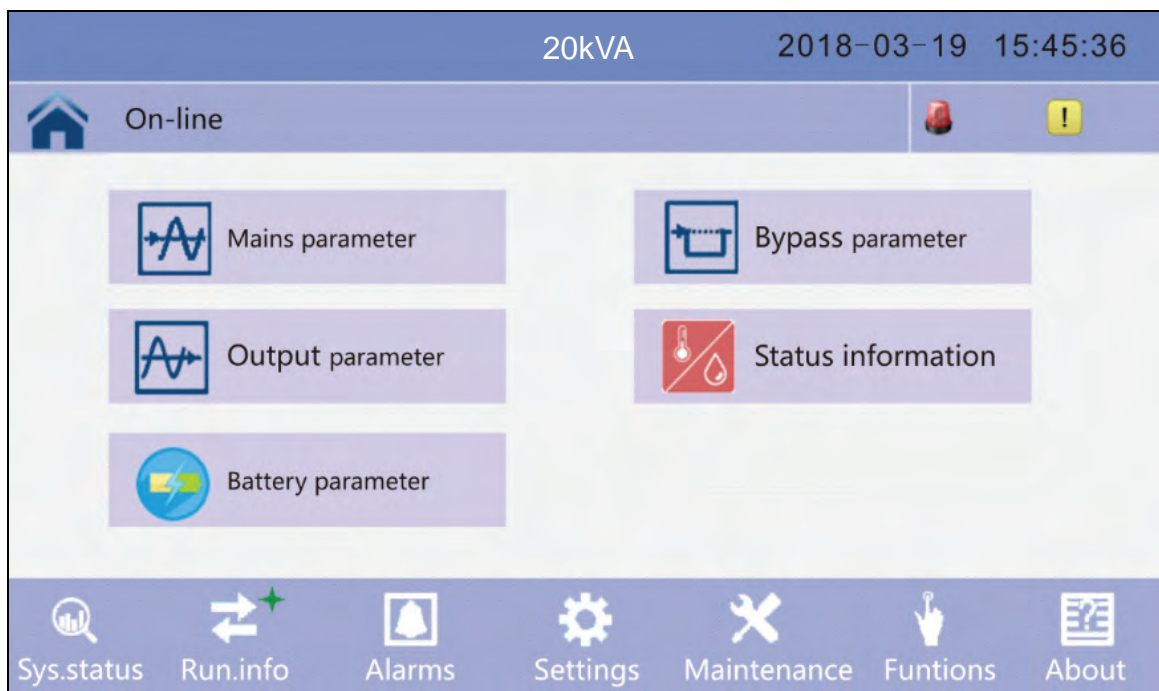 20kVA 2018-03-19 15:45:36
On-line !
Mains parameter Bypass parameter
Output parameter Status information
Battery parameter
Sys.status Run.info Alarms Settings Maintenance Funtions About